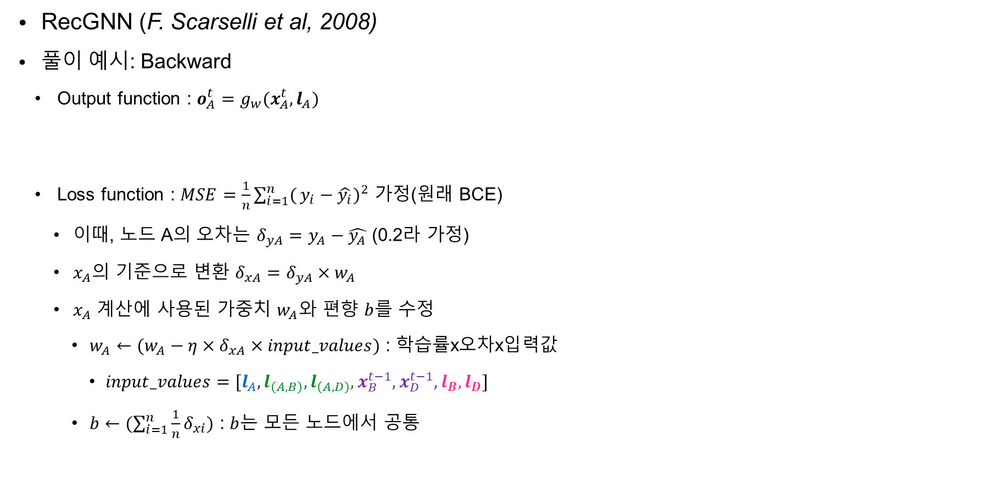 • RecGNN (F. Scarselli et al, 2008)
• 풀이 예시: Backward
• Output function : $\boldsymbol{o}_A^t = g_w(\boldsymbol{x}_A^t, \boldsymbol{l}_A)$
• Loss function : $MSE = \frac{1}{n}\sum_{i=1}^{n}(y_i - \widehat{y_i})^2$ 가정(원래 BCE)
• 이때, 노드 A의 오차는 $\delta_{yA} = y_A - \widehat{y_A}$ (0.2라 가정)
• $x_A$의 기준으로 변환 $\delta_{xA} = \delta_{yA} \times w_A$
• $x_A$ 계산에 사용된 가중치 $w_A$와 편향 $b$를 수정
• $w_A \leftarrow (w_A - \eta \times \delta_{xA} \times input\_values)$ : 학습률x오차x입력값
• $input\_values = [\boldsymbol{l}_A, \boldsymbol{l}_{(A,B)}, \boldsymbol{l}_{(A,D)}, \boldsymbol{x}_B^{t-1}, \boldsymbol{x}_D^{t-1}, \boldsymbol{l}_B, \boldsymbol{l}_D]$
• $b \leftarrow (\sum_{i=1}^{n}\frac{1}{n}\delta_{xi})$ : $b$는 모든 노드에서 공통